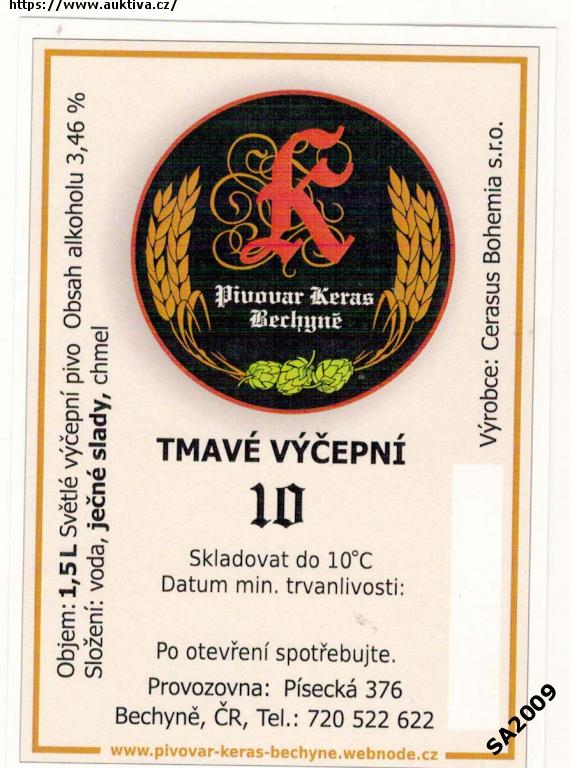 https://www.auktiva.cz/
Objem: 1,5 L Světlé výčepní pivo Obsah alkoholu 3,46 %
Složení: voda, ječné slady, chmel
K
Pivovar Keras
Bechyně
Výrobce: Cerasus Bohemia s.r.o.
TMAVÉ VÝČEPNÍ
10
Skladovat do 10°C
Datum min. trvanlivosti:
Po otevření spotřebujte.
Provozovna: Písecká 376
Bechyně, ČR, Tel.: 720 522 622
www.pivovar-keras-bechyne.webnode.cz
SA2009